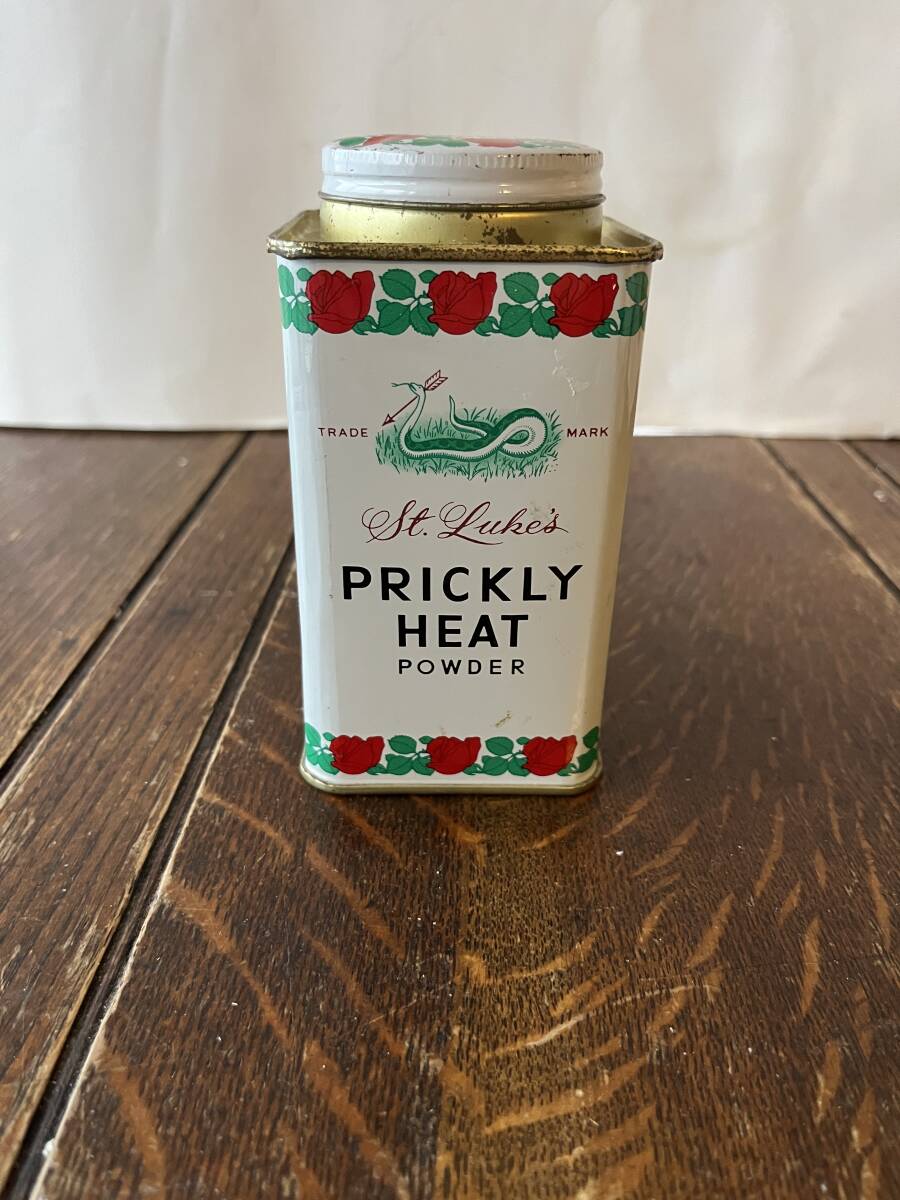 TRADE MARK
St. Luke's
PRICKLY
HEAT
POWDER